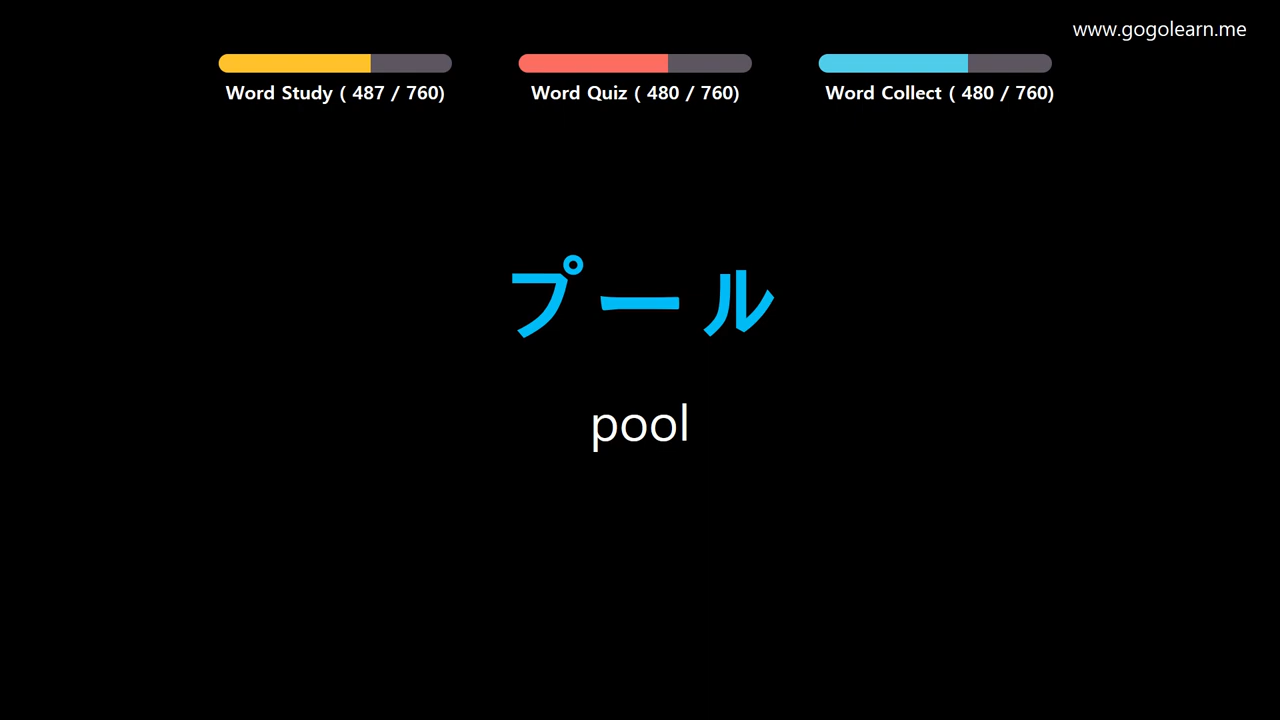 www.gogolearn.me
Word Study ( 487 / 760)
Word Quiz ( 480 / 760)
Word Collect ( 480 / 760)
プール
pool